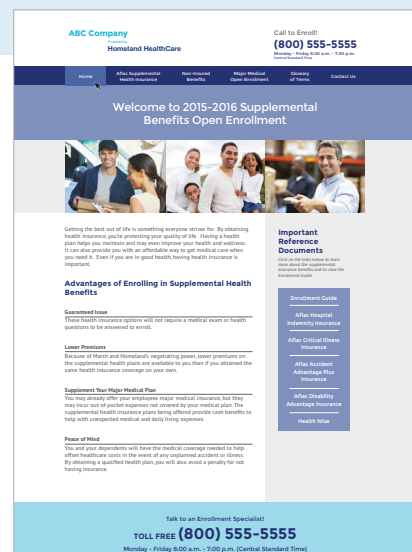 ABC Company
Powered by
Homeland HealthCare
Call to Enroll!
(800) 555-5555
Monday - Friday 8:00 a.m. - 7:00 p.m.
Central Standard Time
Home
Aflac Supplemental
Health Insurance
Non-Insured
Benefits
Major Medical
Open Enrollment
Glossary
of Terms
Contact Us
Welcome to 2015-2016 Supplemental
Benefits Open Enrollment
Getting the best out of life is something everyone strives for. By obtaining
health insurance, you're protecting your quality of life. Having a health
plan helps you maintain and may even improve your health and wellness.
It can also provide you with an affordable way to get medical care when
you need it. Even if you are in good health, having health insurance is
important.
Advantages of Enrolling in Supplemental Health
Benefits
Guaranteed Issue
These health insurance options will not require a medical exam or health
questions to be answered to enroll.
Lower Premiums
Because of Marsh and Homeland's negotiating power, lower premiums on
the supplemental health plans are available to you than if you obtained the
same health insurance coverage on your own.
Supplement Your Major Medical Plan
You may already offer your employees major medical insurance, but they
may incur out-of-pocket expenses not covered by your medical plan. The
supplemental health insurance plans being offered provide cash benefits to
help with unexpected medical and daily living expenses
Peace of Mind
You and your dependents will have the medical coverage needed to help
offset healthcare costs in the event of any unplanned accident or illness.
By obtaining a qualified health plan, you will also avoid a penalty for not
having insurance.
Important
Reference
Documents
Click on the links below to learn
more about the supplemental
insurance benefits and to view the
Enrollment Guide.
Enrollment Guide
Aflac Hospital
Indemnity Insurance
Aflac Critical Illness
Insurance
Aflac Accident
Advantage Plus
Insurance
Aflac Disability
Advantage Insurance
Health Wise
Talk to an Enrollment Specialist!
TOLL FREE (800) 555-5555
Monday - Friday 8:00 a.m. - 7:00 p.m. (Central Standard Time)